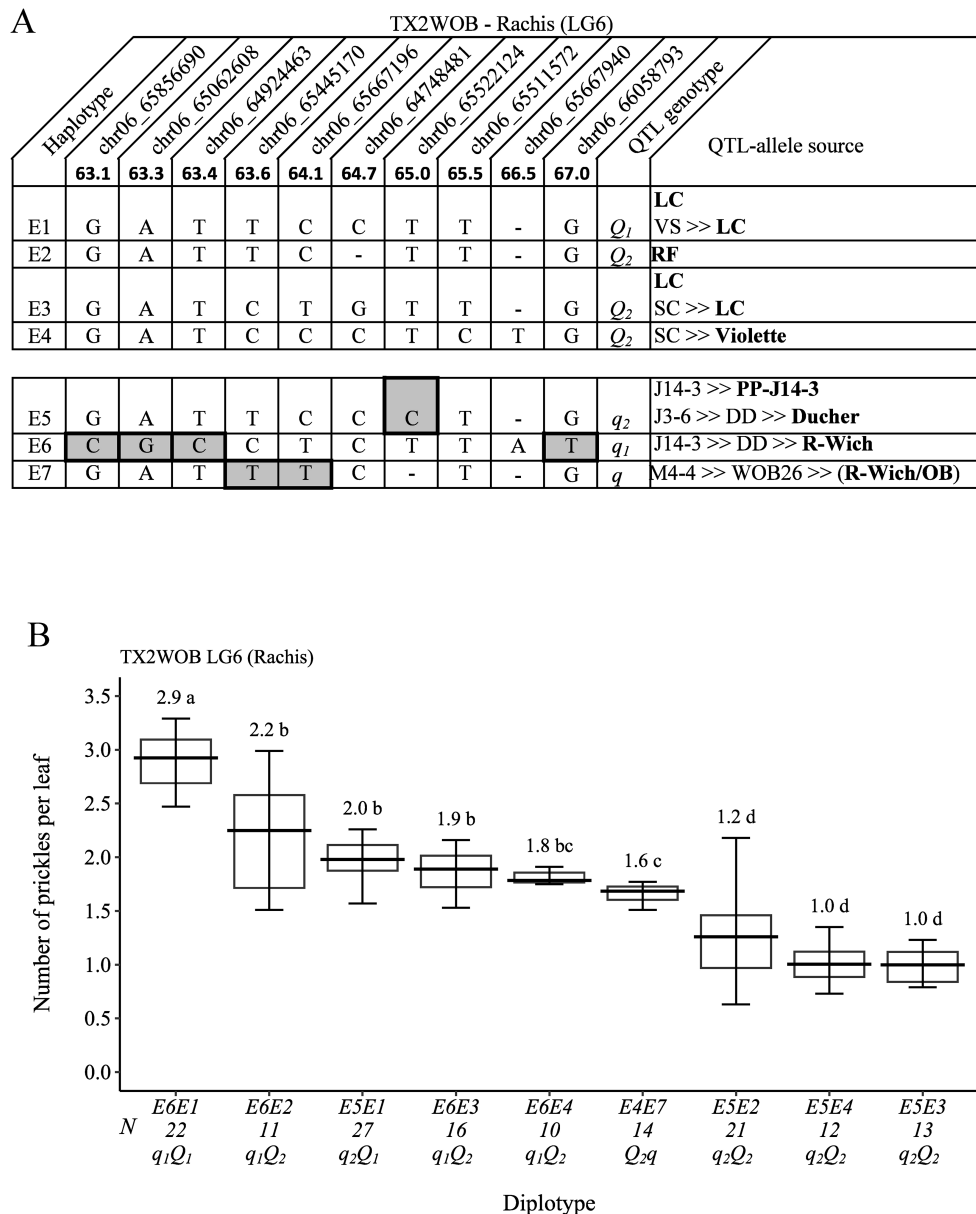 A
TX2WOB - Rachis (LG6)
Haplotype chr06_65856690 chr06_65062608 chr06_64924463 chr06_65445170 chr06_65667196 chr06_64748481 chr06_65522124 chr06_65511572 chr06_65667940 chr06_66058793 QTL genotype QTL-allele source
63.1 63.3 63.4 63.6 64.1 64.7 65.0 65.5 66.5 67.0
LC
E1 G A T T C C T T - G Q1 VS >> LC
E2 G A T T C - T T - G Q2 RF
LC
E3 G A T C T G T T - G Q2 SC >> LC
E4 G A T C C C T C T G Q2 SC >> Violette
J14-3 >> PP-J14-3
E5 G A T T C C C T - G q2 J3-6 >> DD >> Ducher
E6 C G C C T C T T A T q1 J14-3 >> DD >> R-Wich
E7 G A T T T C - T - G q M4-4 >> WOB26 >> (R-Wich/OB)
B
TX2WOB LG6 (Rachis)
Number of prickles per leaf
3.5
3.0
2.5
2.0
1.5
1.0
0.5
0.0
2.9 a
2.2 b
2.0 b
1.9 b
1.8 bc
1.6 c
1.2 d
1.0 d
1.0 d
E6E1 E6E2 E5E1 E6E3 E6E4 E4E7 E5E2 E5E4 E5E3
N 22 11 27 16 10 14 21 12 13
q1Q1 q1Q2 q2Q1 q1Q2 q1Q2 Q2q q2Q2 q2Q2 q2Q2
Diplotype